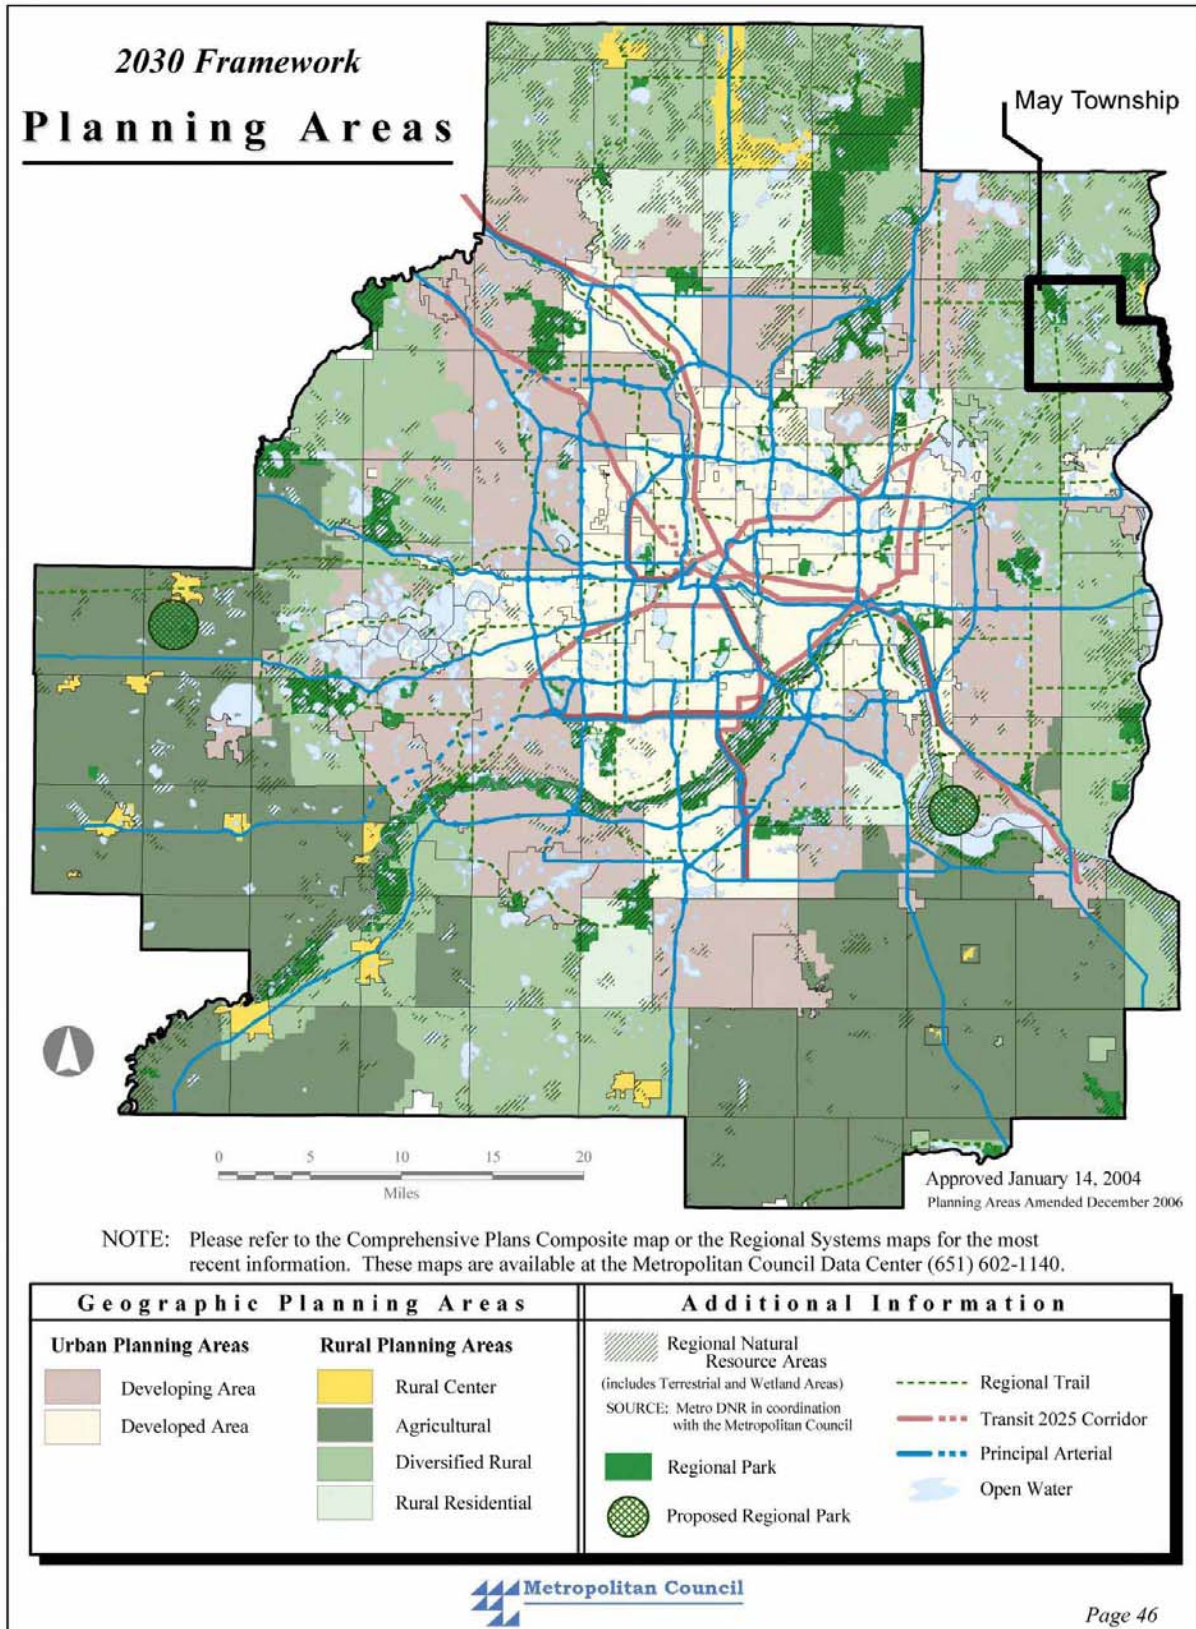 2030 Framework
Planning Areas
May Township
0 5 10 15 20
Miles
Approved January 14, 2004
Planning Areas Amended December 2006
NOTE: Please refer to the Comprehensive Plans Composite map or the Regional Systems maps for the most
recent information. These maps are available at the Metropolitan Council Data Center (651) 602-1140.
Geographic Planning Areas
Urban Planning Areas
Developing Area
Developed Area
Rural Planning Areas
Rural Center
Agricultural
Diversified Rural
Rural Residential
Additional Information
Regional Natural
Resource Areas
(includes Terrestrial and Wetland Areas)
SOURCE: Metro DNR in coordination
with the Metropolitan Council
Regional Park
Proposed Regional Park
Regional Trail
Transit 2025 Corridor
Principal Arterial
Open Water
Metropolitan Council
Page 46